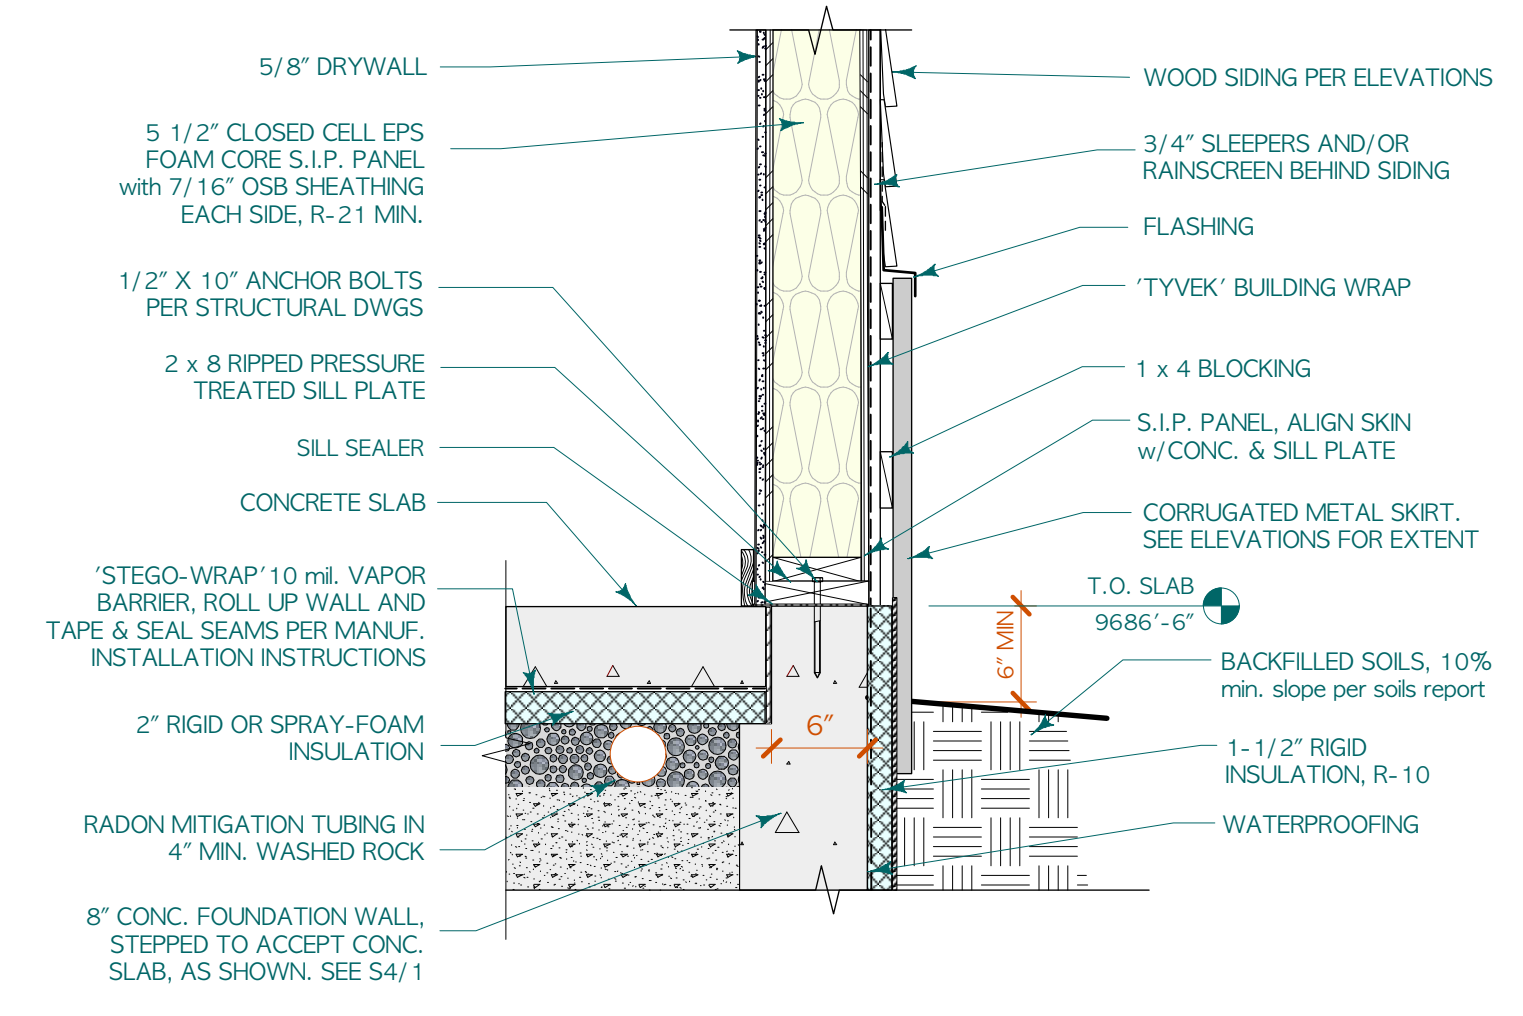 5/8″ DRYWALL
5 1/2″ CLOSED CELL EPS
FOAM CORE S.I.P. PANEL
with 7/16″ OSB SHEATHING
EACH SIDE, R-21 MIN.
1/2″ X 10″ ANCHOR BOLTS
PER STRUCTURAL DWGS
2 x 8 RIPPED PRESSURE
TREATED SILL PLATE
SILL SEALER
CONCRETE SLAB
′STEGO-WRAP′ 10 mil. VAPOR
BARRIER, ROLL UP WALL AND
TAPE & SEAL SEAMS PER MANUF.
INSTALLATION INSTRUCTIONS
2″ RIGID OR SPRAY-FOAM
INSULATION
RADON MITIGATION TUBING IN
4″ MIN. WASHED ROCK
8″ CONC. FOUNDATION WALL,
STEPPED TO ACCEPT CONC.
SLAB, AS SHOWN. SEE S4/1
6″
WOOD SIDING PER ELEVATIONS
3/4″ SLEEPERS AND/OR
RAINSCREEN BEHIND SIDING
FLASHING
′TYVEK′ BUILDING WRAP
1 x 4 BLOCKING
S.I.P. PANEL, ALIGN SKIN
w/CONC. & SILL PLATE
CORRUGATED METAL SKIRT.
SEE ELEVATIONS FOR EXTENT
T.O. SLAB
9686′-6″
6″ MIN
BACKFILLED SOILS, 10%
min. slope per soils report
1-1/2″ RIGID
INSULATION, R-10
WATERPROOFING